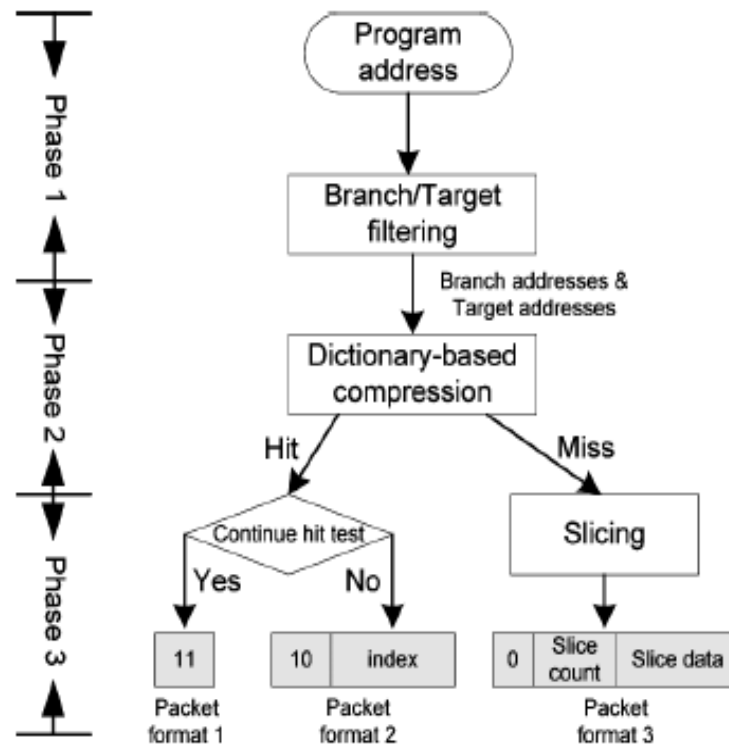 Program
address
Phase 1
Branch/Target
filtering
Branch addresses &
Target addresses
Phase 2
Dictionary-based
compression
Hit
Miss
Phase 3
Continue hit test
Slicing
Yes
No
11
10
index
0
Slice
count
Slice data
Packet
format 1
Packet
format 2
Packet
format 3